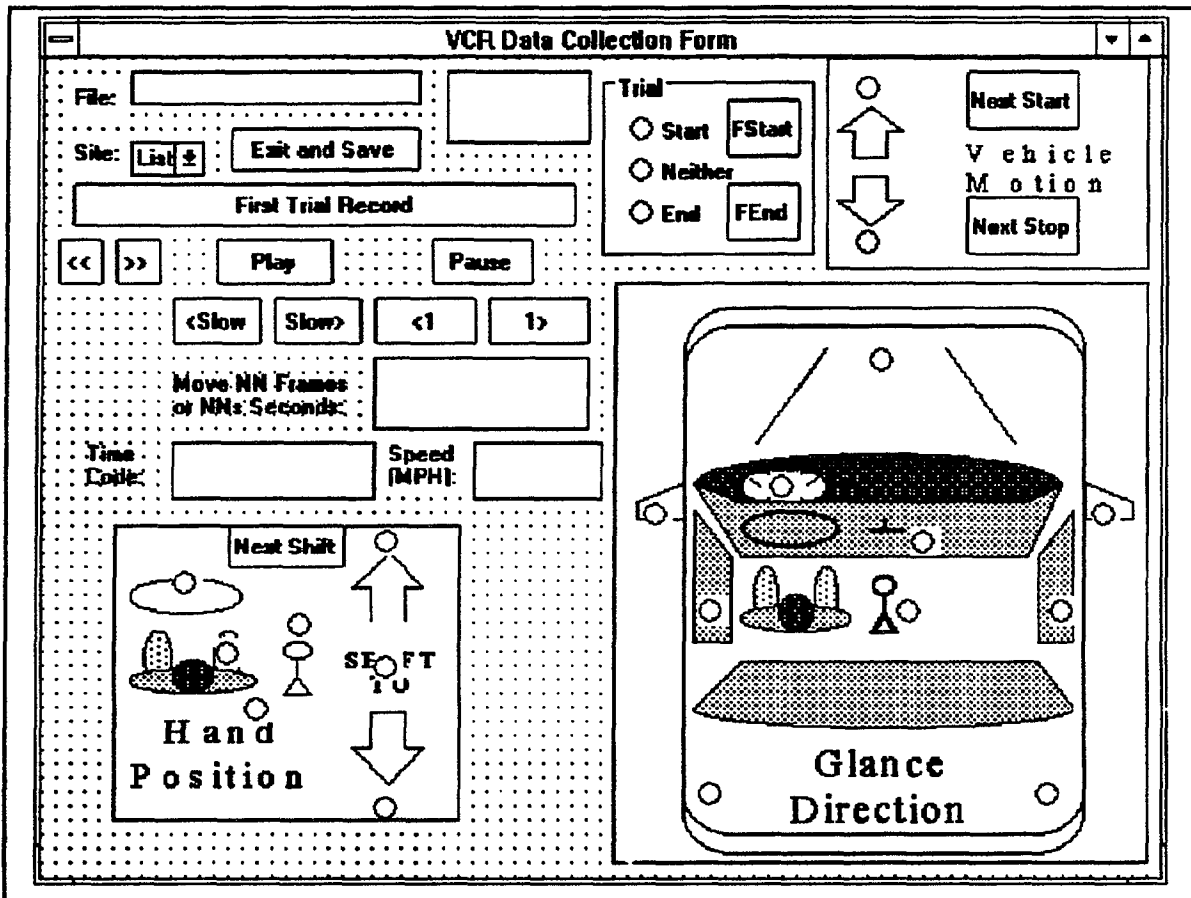 VCR Data Collection Form
File:
Site: List
Exit and Save
First Trial Record
<< >> Play Pause
<Slow Slow> <1 1>
Move NN Frames
or NNs Seconds:
Time
Code:
Speed
(MPH):
Trial
Start FStart
Neither
End FEnd
Next Start
Vehicle
Motion
Next Stop
Next Shift
Hand
Position
Glance
Direction